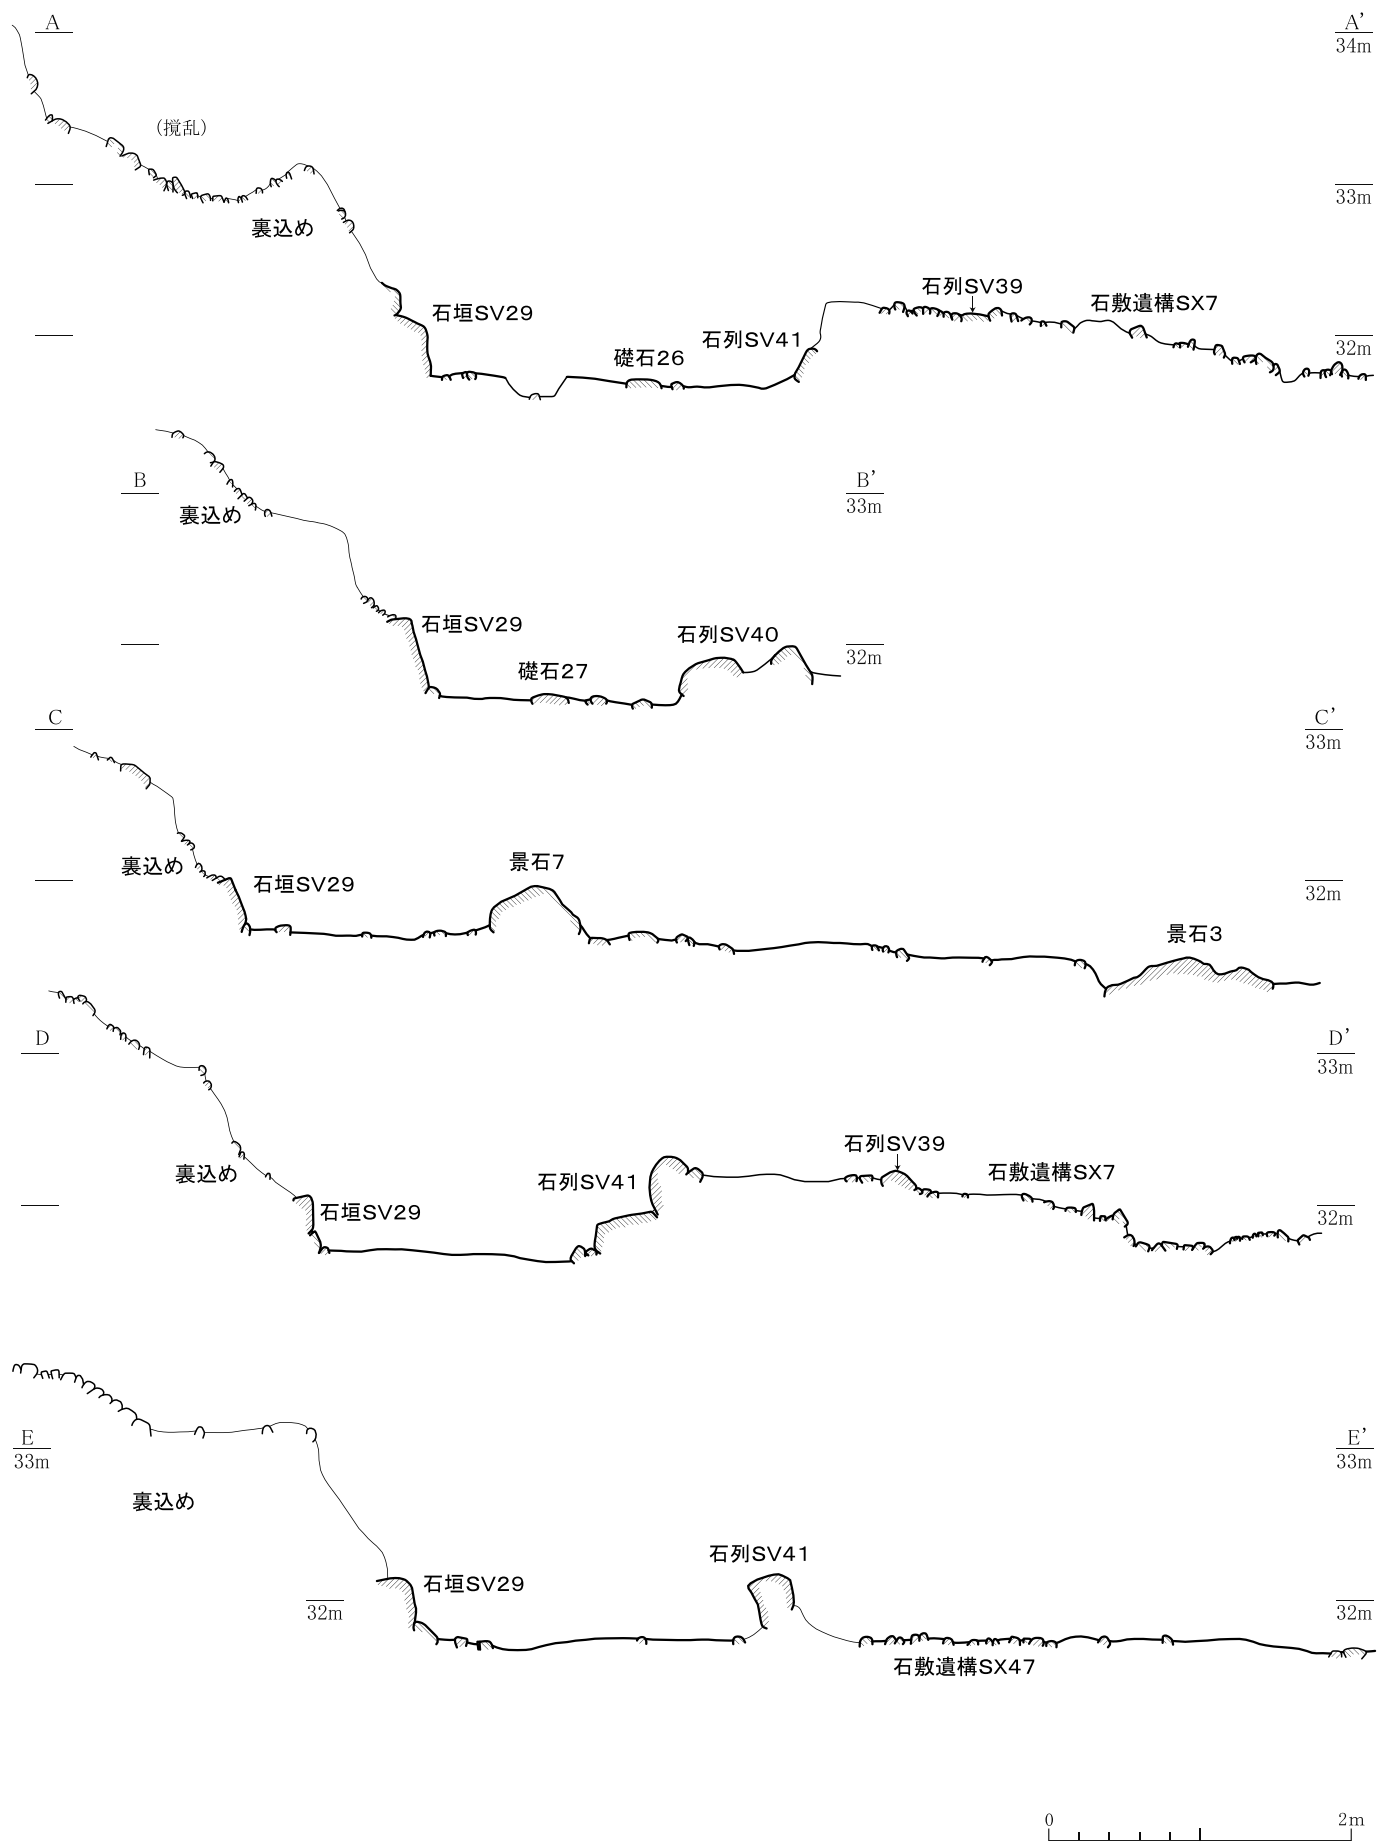 A
A'
34m
(撹乱)
33m
裏込め
石列SV39
石敷遺構SX7
石垣SV29
石列SV41
32m
礎石26
B
B'
33m
裏込め
石垣SV29
石列SV40
32m
礎石27
C
C'
33m
景石7
裏込め
石垣SV29
32m
景石3
D
D'
33m
石列SV39
裏込め
石列SV41
石敷遺構SX7
石垣SV29
32m
E
33m
E'
33m
裏込め
石列SV41
石垣SV29
32m
32m
石敷遺構SX47
0
2m